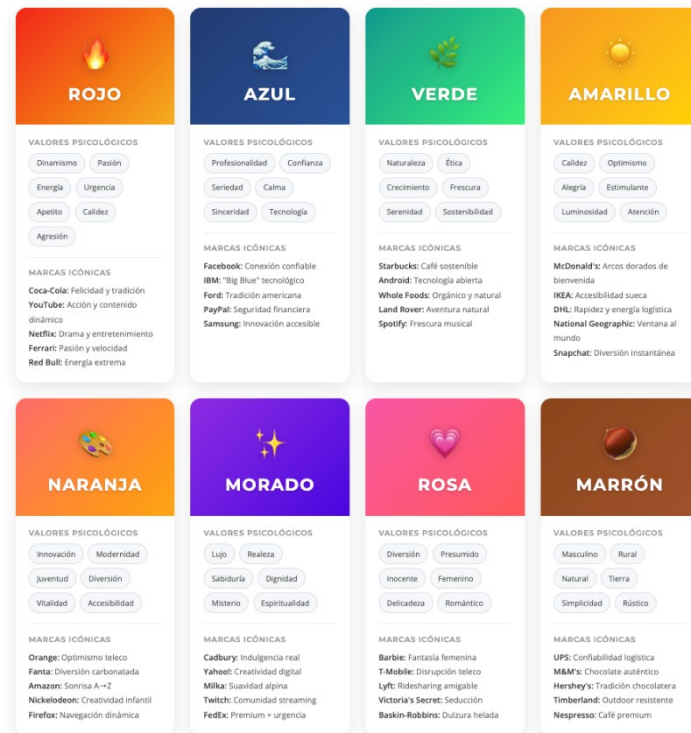 ROJO
VALORES PSICOLÓGICOS
Dinamismo Pasión
Energía Urgencia
Apetito Calidez
Agresión
MARCAS ICÓNICAS
Coca-Cola: Felicidad y tradición
YouTube: Acción y contenido
dinámico
Netflix: Drama y entretenimiento
Ferrari: Pasión y velocidad
Red Bull: Energía extrema
AZUL
VALORES PSICOLÓGICOS
Profesionalidad Confianza
Seriedad Calma
Sinceridad Tecnología
MARCAS ICÓNICAS
Facebook: Conexión confiable
IBM: "Big Blue" tecnológico
Ford: Tradición americana
PayPal: Seguridad financiera
Samsung: Innovación accesible
VERDE
VALORES PSICOLÓGICOS
Naturaleza Ética
Crecimiento Frescura
Serenidad Sostenibilidad
MARCAS ICÓNICAS
Starbucks: Café sostenible
Android: Tecnología abierta
Whole Foods: Orgánico y natural
Land Rover: Aventura natural
Spotify: Frescura musical
AMARILLO
VALORES PSICOLÓGICOS
Calidez Optimismo
Alegría Estimulante
Luminosidad Atención
MARCAS ICÓNICAS
McDonald's: Arcos dorados de
bienvenida
IKEA: Accesibilidad sueca
DHL: Rapidez y energía logística
National Geographic: Ventana al
mundo
Snapchat: Diversión instantánea
NARANJA
VALORES PSICOLÓGICOS
Innovación Modernidad
Juventud Diversión
Vitalidad Accesibilidad
MARCAS ICÓNICAS
Orange: Optimismo teleco
Fanta: Diversión carbonatada
Amazon: Sonrisa A→Z
Nickelodeon: Creatividad infantil
Firefox: Navegación dinámica
MORADO
VALORES PSICOLÓGICOS
Lujo Realeza
Sabiduría Dignidad
Misterio Espiritualidad
MARCAS ICÓNICAS
Cadbury: Indulgencia real
Yahoo!: Creatividad digital
Milka: Suavidad alpina
Twitch: Comunidad streaming
FedEx: Premium + urgencia
ROSA
VALORES PSICOLÓGICOS
Diversión Presumido
Inocente Femenino
Delicadeza Romántico
MARCAS ICÓNICAS
Barbie: Fantasía femenina
T-Mobile: Disrupción teleco
Lyft: Ridesharing amigable
Victoria's Secret: Seducción
Baskin-Robbins: Dulzura helada
MARRÓN
VALORES PSICOLÓGICOS
Masculino Rural
Natural Tierra
Simplicidad Rústico
MARCAS ICÓNICAS
UPS: Confiabilidad logística
M&M's: Chocolate auténtico
Hershey's: Tradición chocolatera
Timberland: Outdoor resistente
Nespresso: Café premium